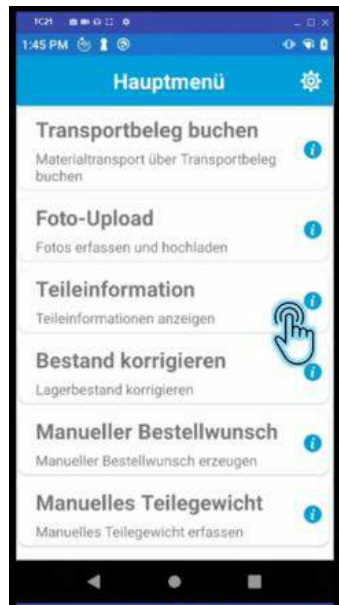 TC21
1:45 PM
Hauptmenü
Transportbeleg buchen
Materialtransport über Transportbeleg
buchen
Foto-Upload
Fotos erfassen und hochladen
Teileinformation
Teileinformationen anzeigen
Bestand korrigieren
Lagerbestand korrigieren
Manueller Bestellwunsch
Manueller Bestellwunsch erzeugen
Manuelles Teilegewicht
Manuelles Teilegewicht erfassen